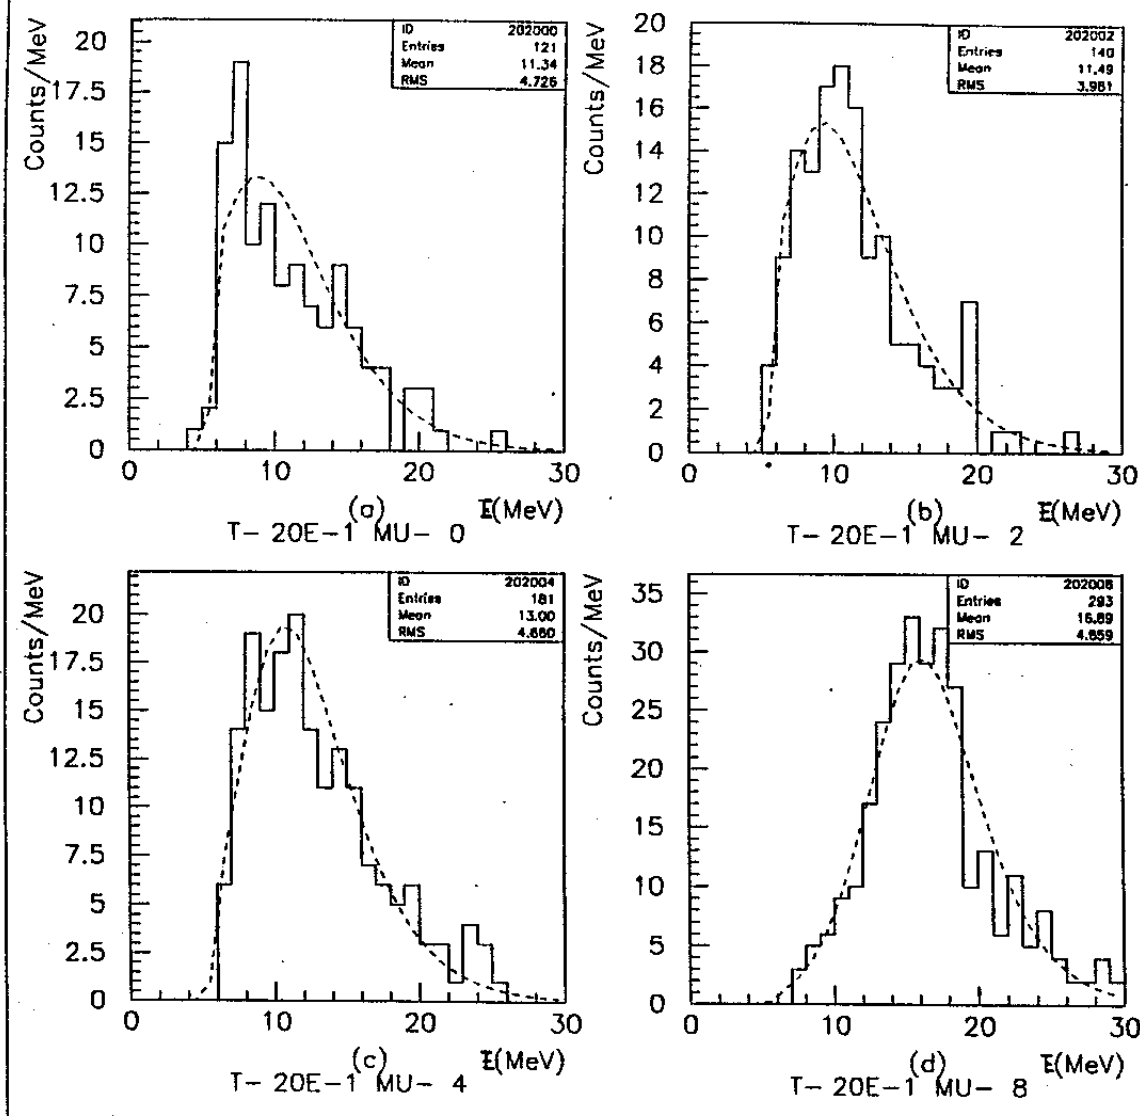 Counts/MeV
20
17.5
15
12.5
10
7.5
5
2.5
0
0 10 20 30
ID 202000
Entries 121
Mean 11.34
RMS 4.726
(a) E(MeV)
T- 20E-1 MU- 0
Counts/MeV
20
18
16
14
12
10
8
6
4
2
0
0 10 20 30
ID 202002
Entries 140
Mean 11.49
RMS 3.961
(b) E(MeV)
T- 20E-1 MU- 2
Counts/MeV
20
17.5
15
12.5
10
7.5
5
2.5
0
0 10 20 30
ID 202004
Entries 181
Mean 13.00
RMS 4.660
(c) E(MeV)
T- 20E-1 MU- 4
Counts/MeV
35
30
25
20
15
10
5
0
0 10 20 30
ID 202008
Entries 293
Mean 16.89
RMS 4.659
(d) E(MeV)
T- 20E-1 MU- 8